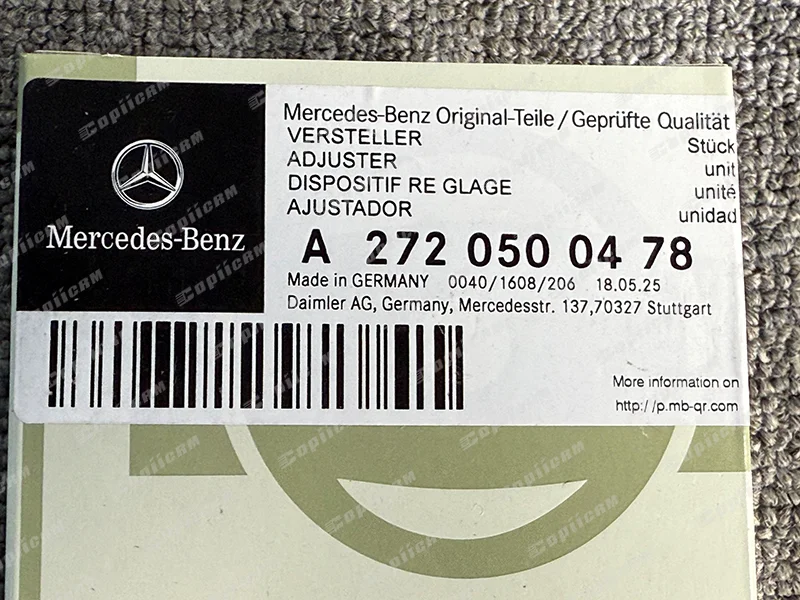 Mercedes-Benz
Mercedes-Benz Original-Teile/Geprüfte Qualität
VERSTELLER Stück
ADJUSTER unit
DISPOSITIF RE GLAGE unité
AJUSTADOR unidad
A 272 050 04 78
Made in GERMANY 0040/1608/206 18.05.25
Daimler AG, Germany, Mercedesstr. 137,70327 Stuttgart
More information on
http://p.mb-qr.com
CopiiCAM